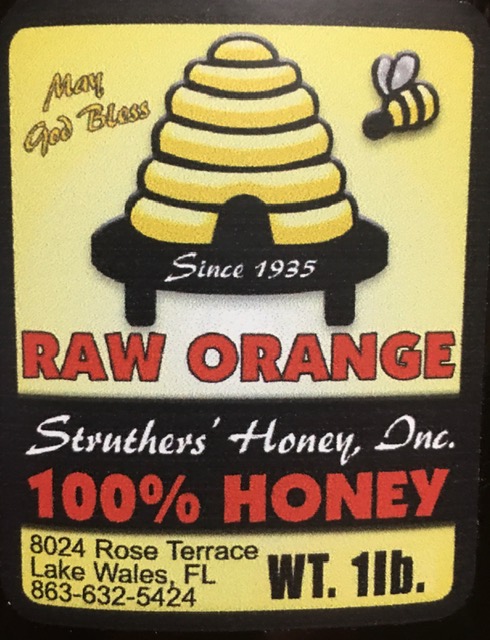 May
God Bless
Since 1935
RAW ORANGE
Struthers' Honey, Inc.
100% HONEY
8024 Rose Terrace
Lake Wales, FL
863-632-5424
WT. 1lb.